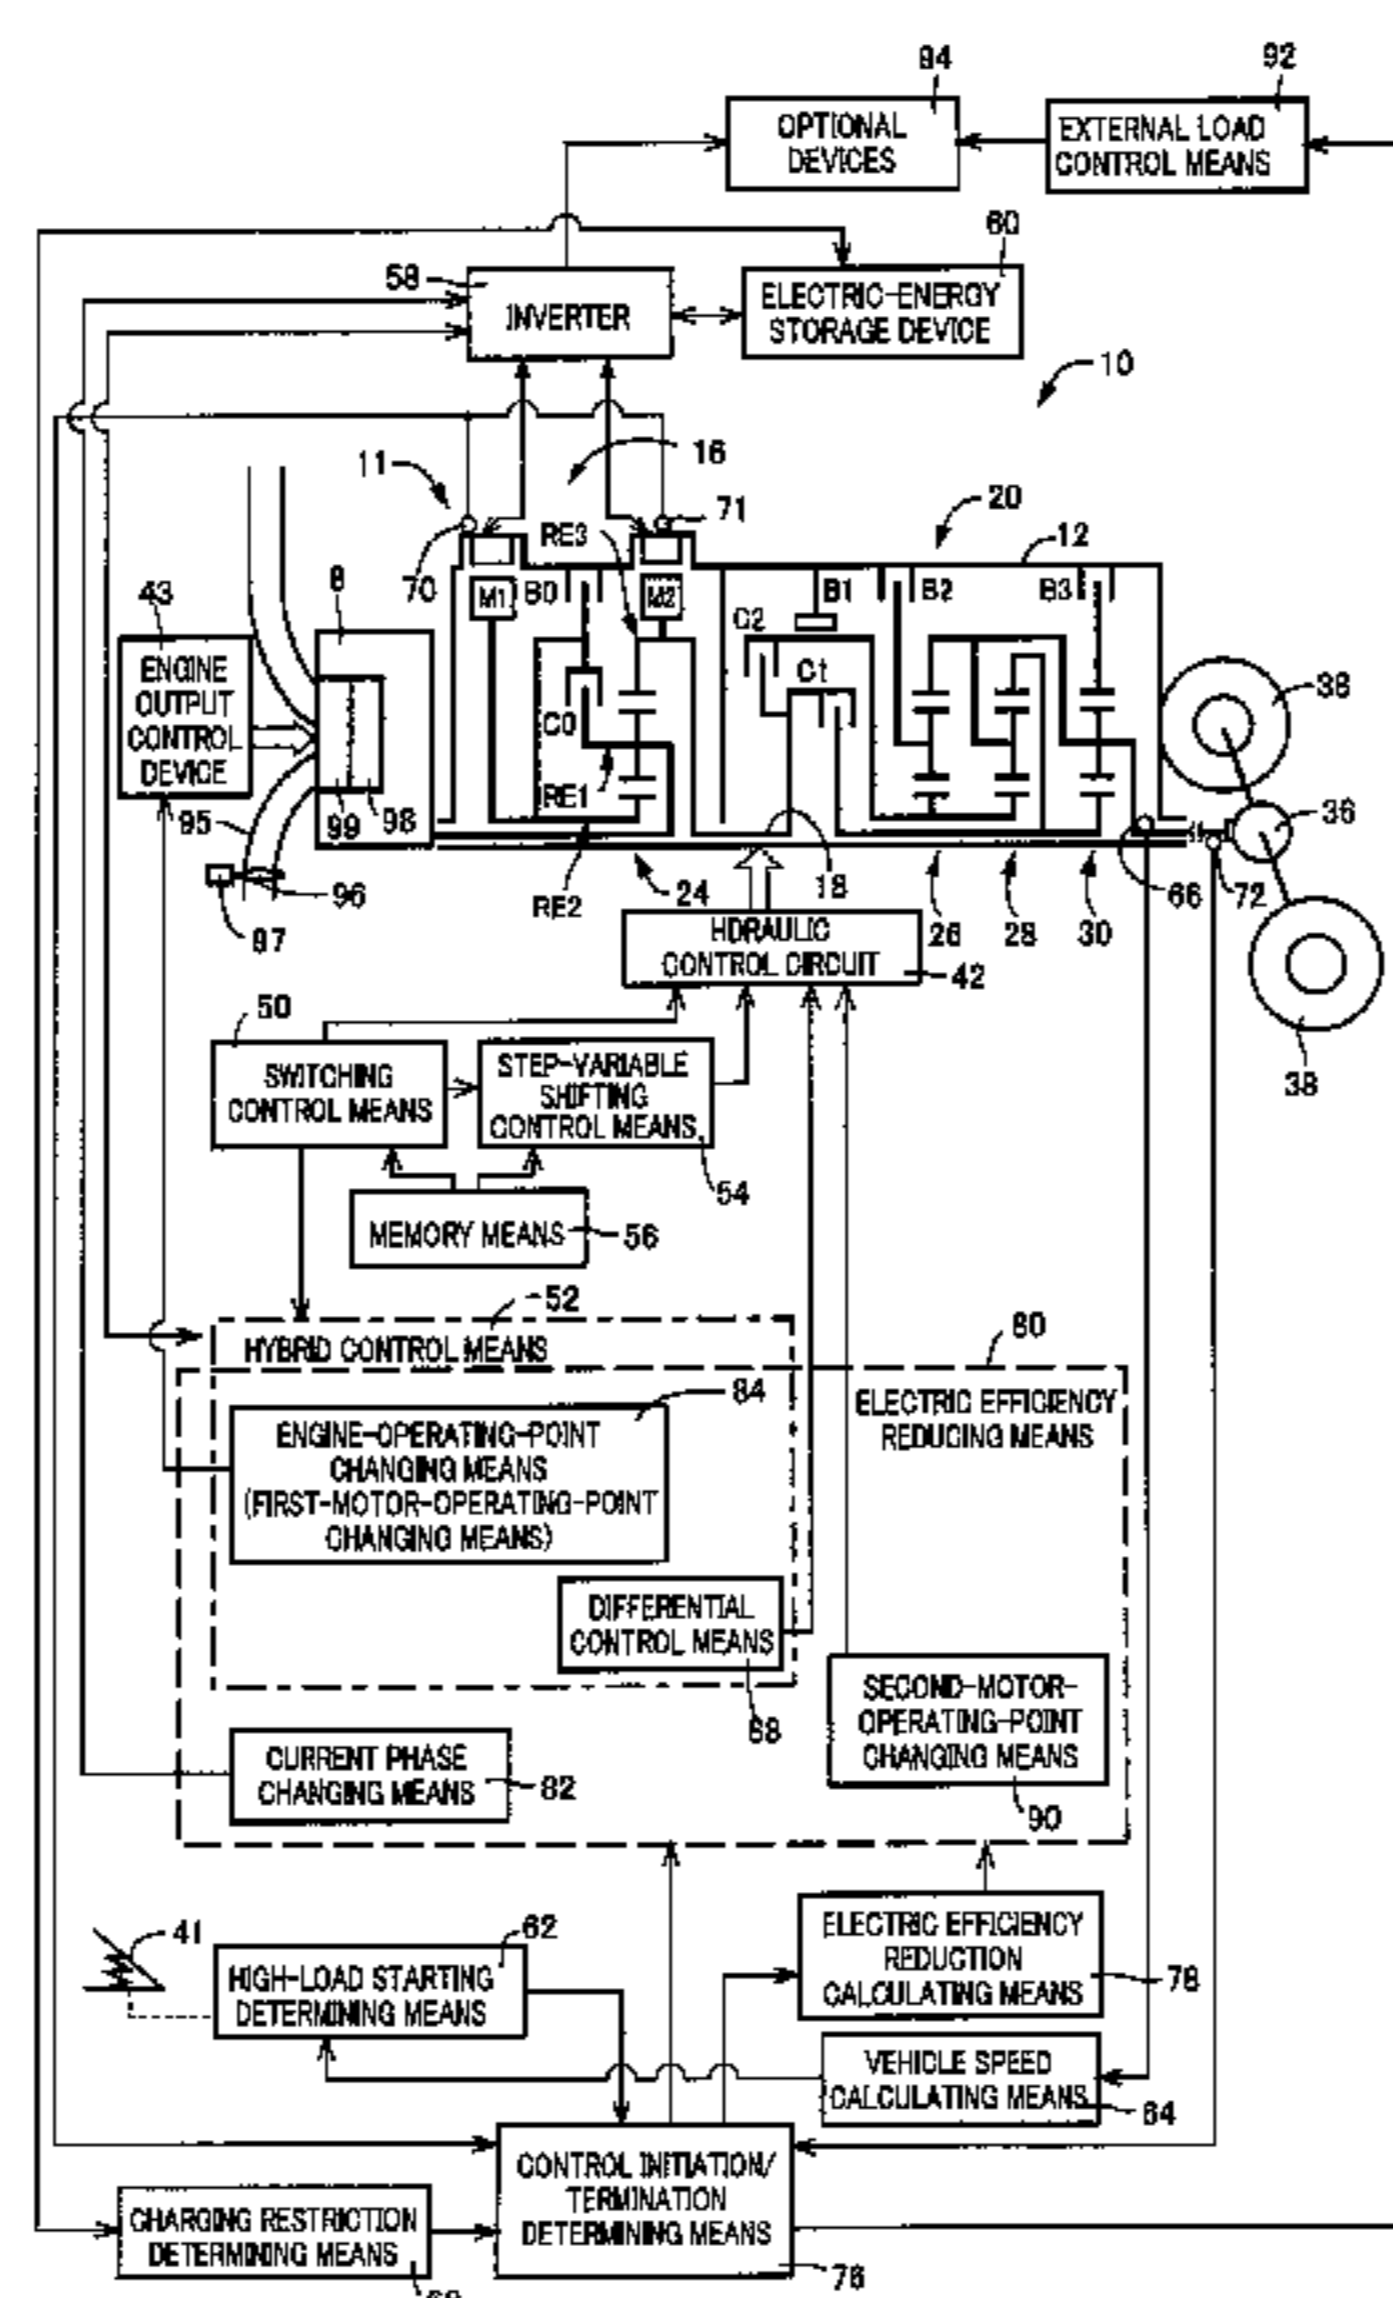 94
92
OPTIONAL
DEVICES
EXTERNAL LOAD
CONTROL MEANS
60
58
INVERTER
ELECTRIC-ENERGY
STORAGE DEVICE
10
11
16
70
RE3
71
20
12
43
8
M1
B0
M2
B1
B2
B3
C2
Ct
ENGINE
OUTPUT
CONTROL
DEVICE
C0
RE1
38
95
99
98
36
96
97
RE2
24
18
26
28
30
66
72
HDRAULIC
CONTROL CIRCUIT
42
38
50
SWITCHING
CONTROL MEANS
STEP-VARIABLE
SHIFTING
CONTROL MEANS
54
MEMORY MEANS
56
52
HYBRID CONTROL MEANS
80
84
ELECTRIC EFFICIENCY
REDUCING MEANS
ENGINE-OPERATING-POINT
CHANGING MEANS
(FIRST-MOTOR-OPERATING-POINT
CHANGING MEANS)
DIFFERENTIAL
CONTROL MEANS
68
SECOND-MOTOR-
OPERATING-POINT
CHANGING MEANS
90
CURRENT PHASE
CHANGING MEANS
82
41
62
HIGH-LOAD STARTING
DETERMINING MEANS
ELECTRIC EFFICIENCY
REDUCTION
CALCULATING MEANS
78
VEHICLE SPEED
CALCULATING MEANS
64
CONTROL INITIATION/
TERMINATION
DETERMINING MEANS
76
CHARGING RESTRICTION
DETERMINING MEANS